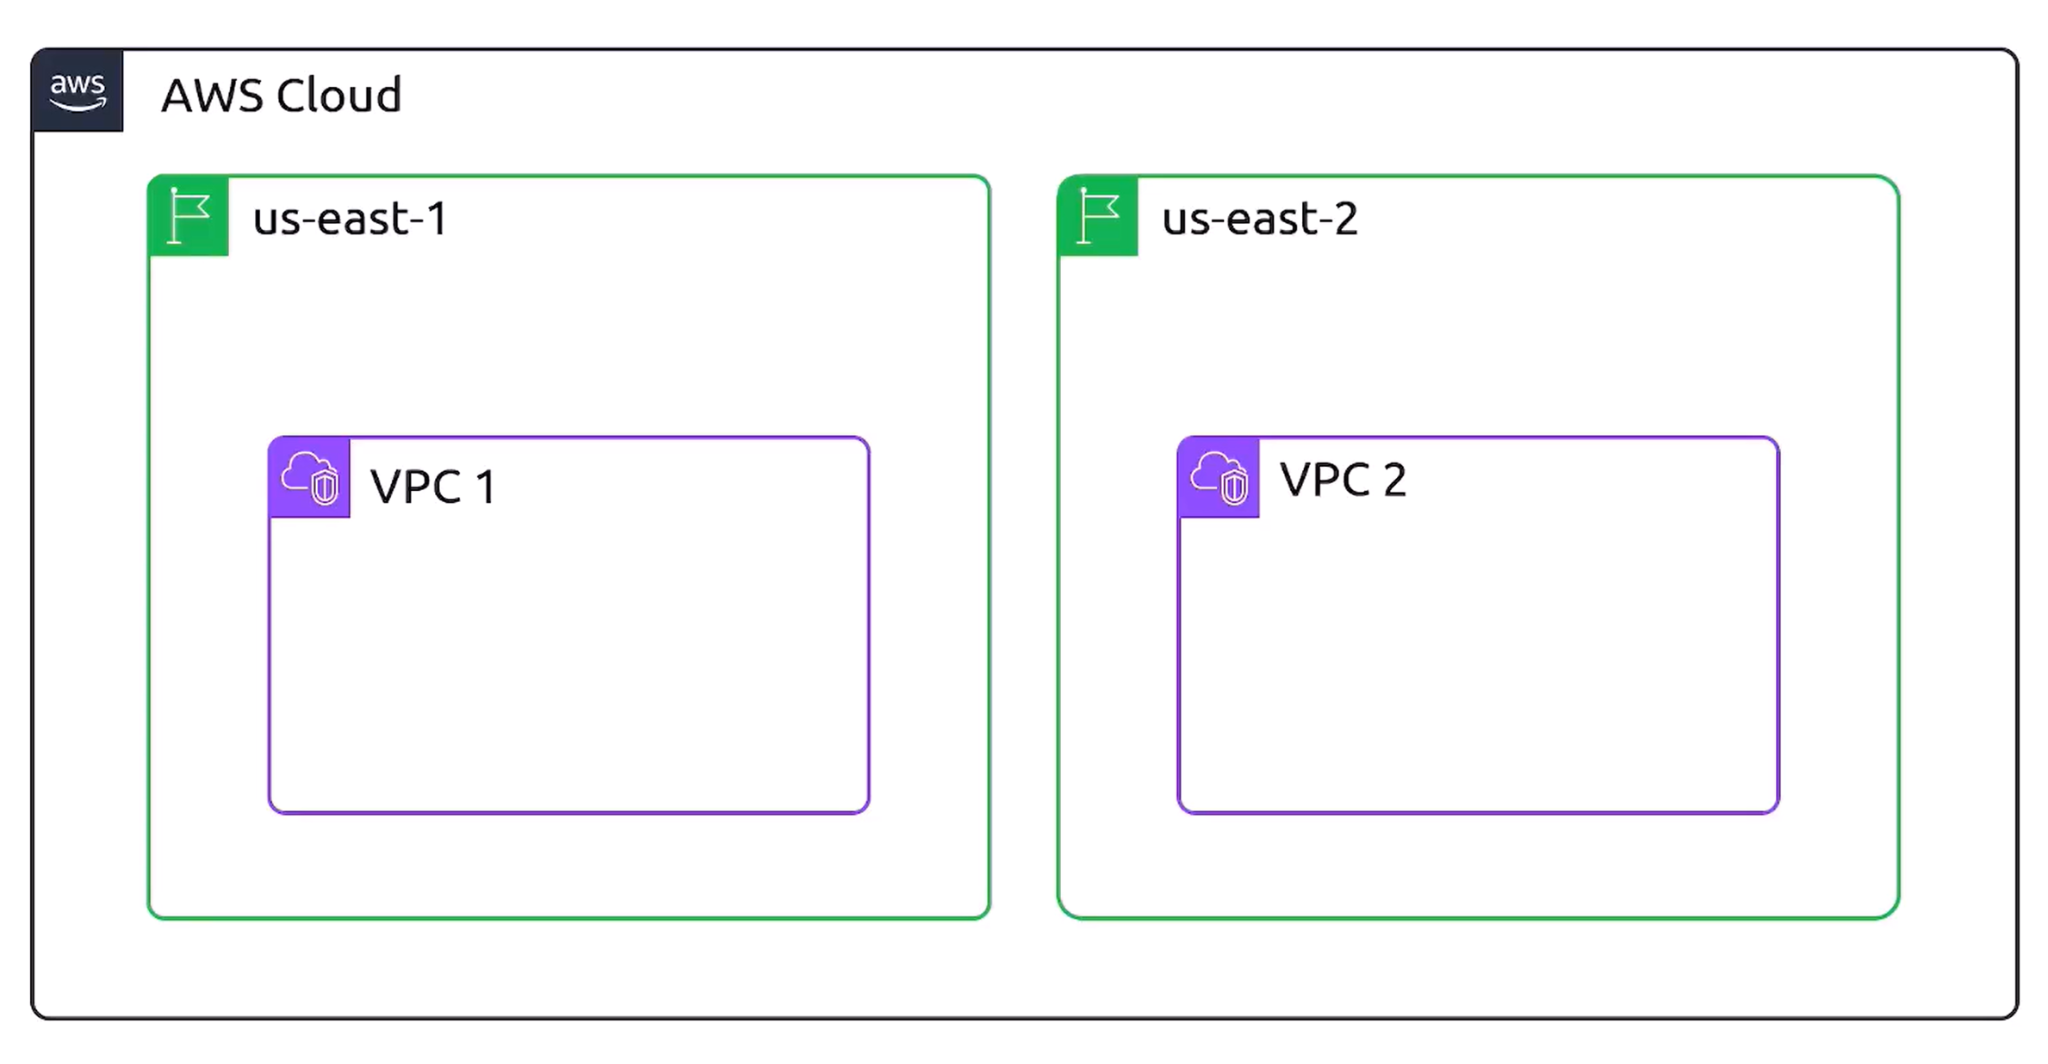 aws
AWS Cloud
us-east-1
us-east-2
VPC 1
VPC 2